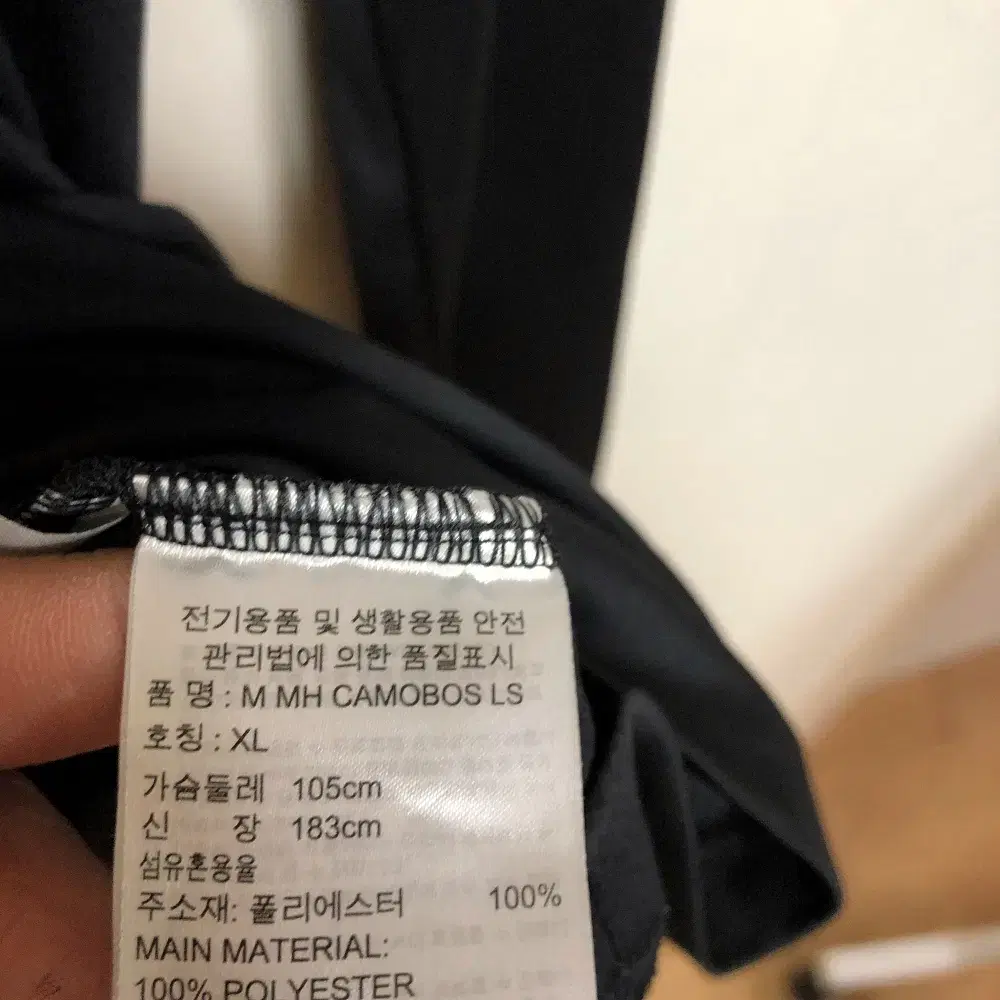 전기용품 및 생활용품 안전
관리법에 의한 품질표시
품 명 : M MH CAMOBOS LS
호칭 : XL
가슴둘레 105cm
신 장 183cm
섬유혼용율
주소재: 폴리에스터 100%
MAIN MATERIAL:
100% POLYESTER